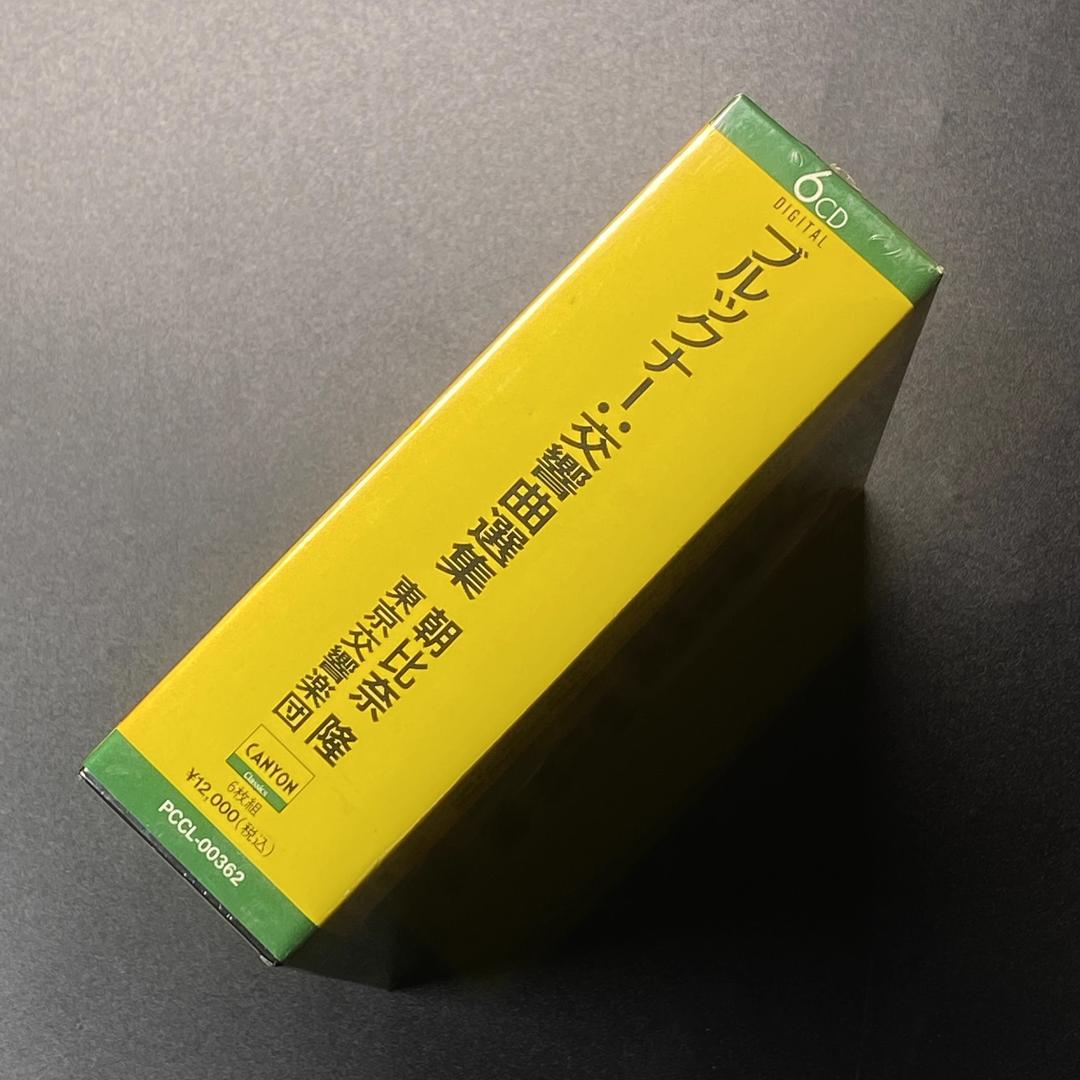 6CD
DIGITAL
ブルックナー:交響曲選集
朝比奈 隆
東京交響楽団
CANYON
Classics
6枚組
¥12,000(税込)
PCCL-00362